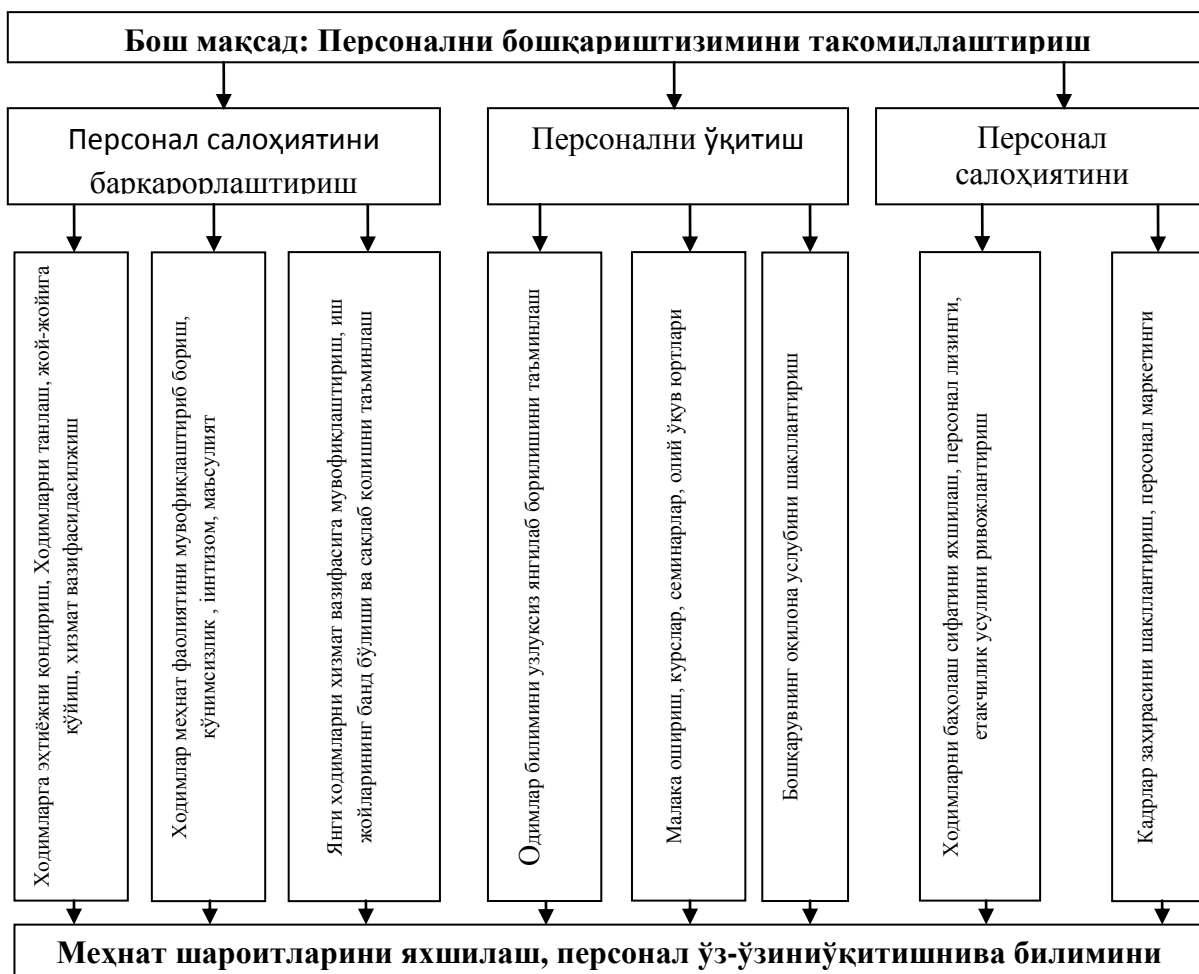 Бош мақсад: Персонални бошқариштизимини такомиллаштириш
Персонал салоҳиятини
барқарорлаштириш
Персонални ўқитиш
Персонал
салоҳиятини
Ходимларга эҳтиёжни қондириш, Ходимларни танлаш, жой-жойига
қўйиш, хизмат вазифасидасилжиш
Ходимлар меҳнат фаолиятини мувофиқлаштириб бориш,
қўнимсизлик , iинтизом, маъсулият
Янги ходимларни хизмат вазифасига мувофиқлаштириш, иш
жойларининг банд бўлиши ва сақлаб қолишни таъминлаш
Одимлар билимини узлуксиз янгилаб борилишини таъминлаш
Малака ошириш, курслар, семинарлар, олий ўқув юртлари
Бошқарувнинг оқилона услубини шакллантириш
Ходимларни баҳолаш сифатини яхшилаш, персонал лизинги,
етакчилик усулини ривожлантириш
Кадрлар захирасини шакллантириш, персонал маркетинги
Меҳнат шароитларини яхшилаш, персонал ўз-ўзиниўқитишнива билимини